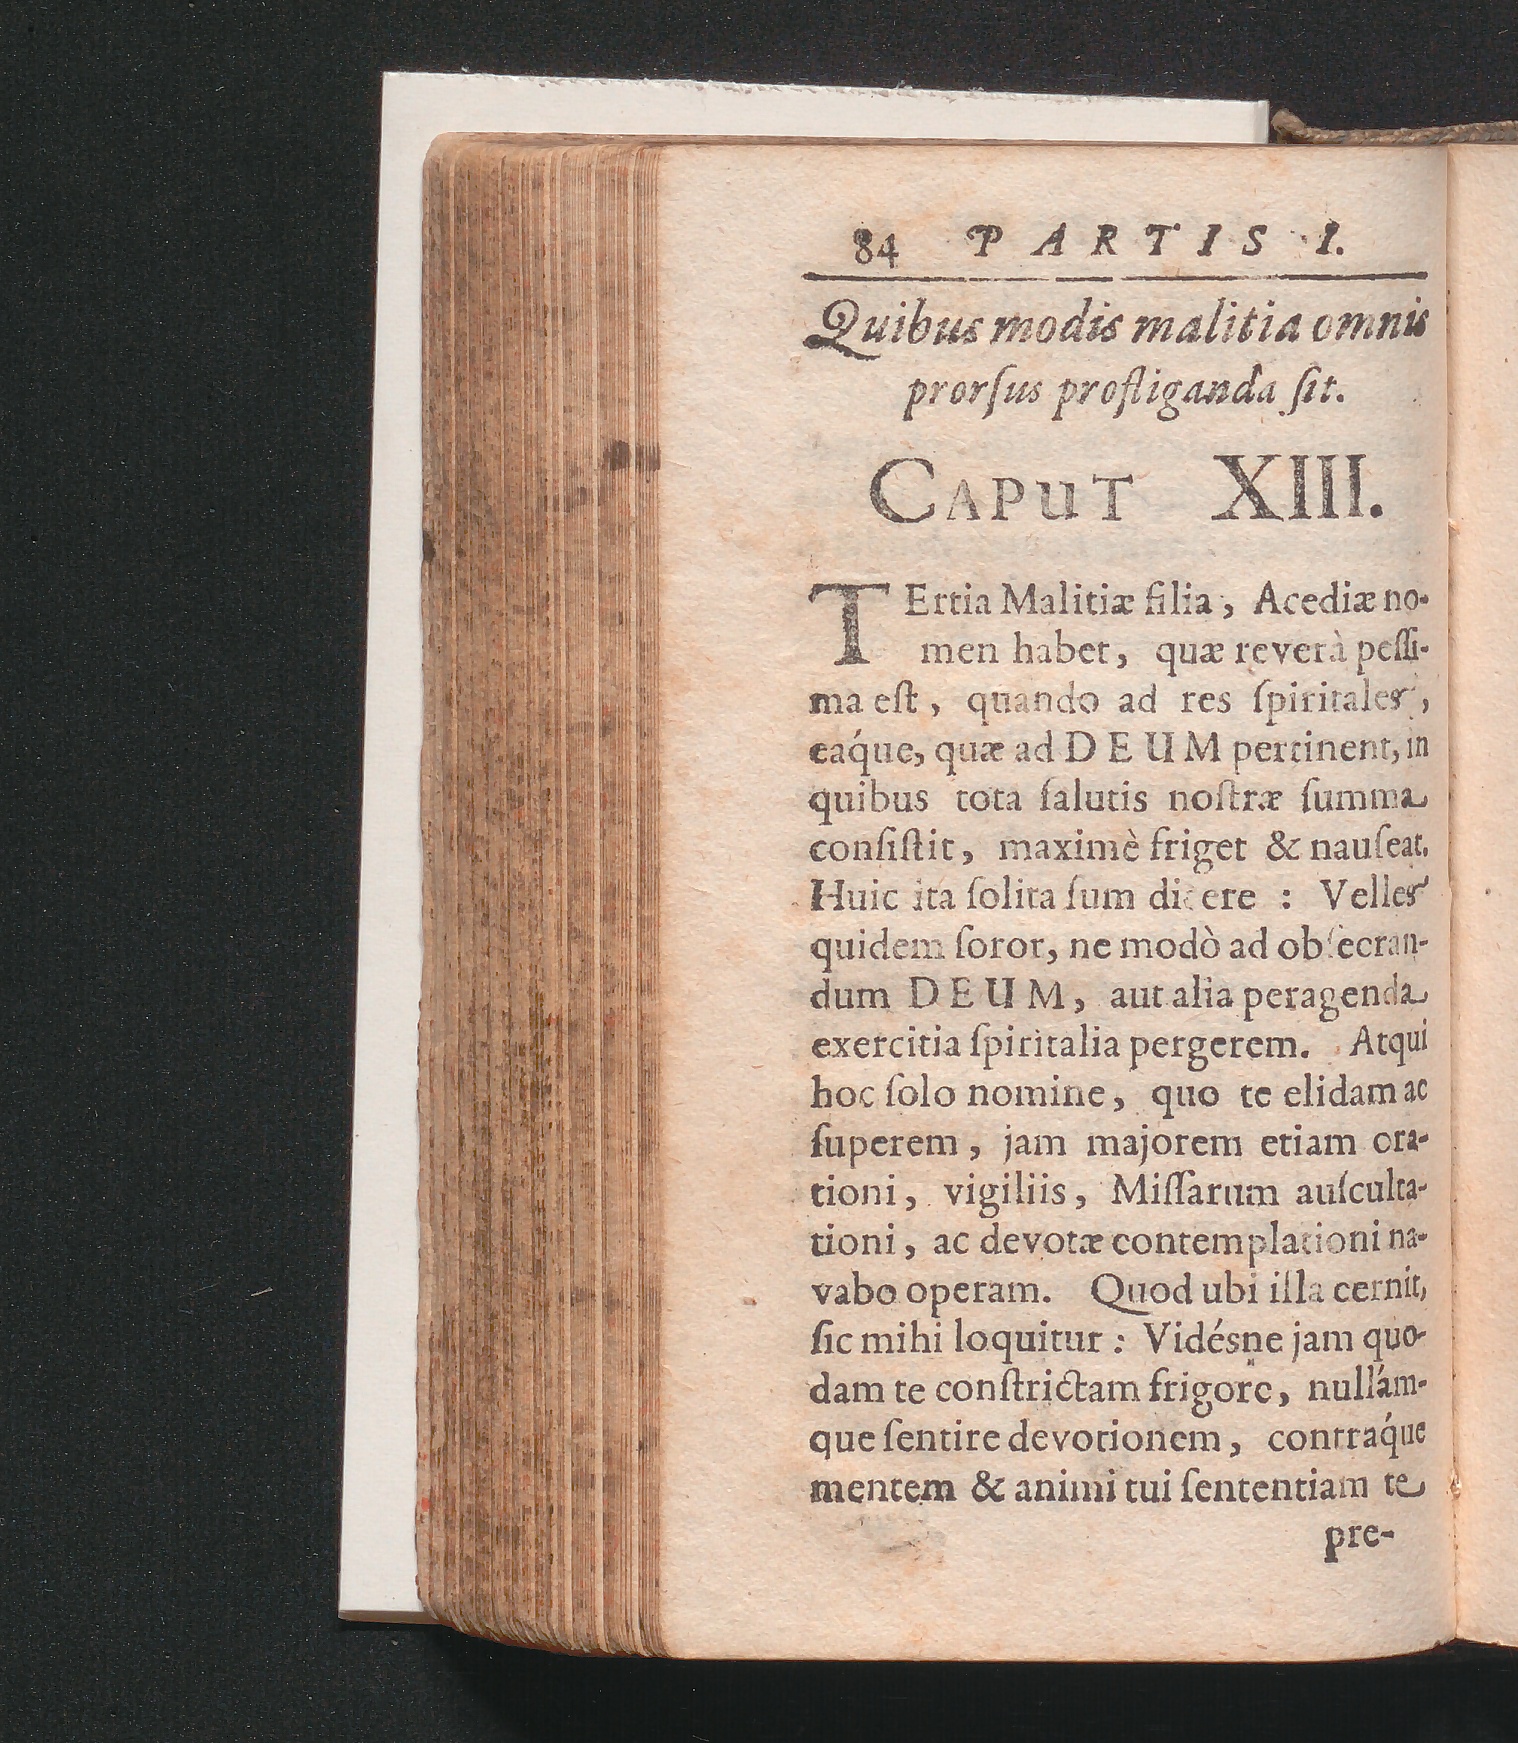 84 PARTIS I.
Quibus modis malitia omnis
prorſus profliganda ſit.
CAPUT XIII.
TErtia Malitiæ filia, Acediæ no-
men habet, quæ reverà peſſi-
ma eſt, quando ad res ſpiritales,
eáque, quæ ad DEUM pertinent, in
quibus tota ſalutis noſtræ ſumma
conſiſtit, maximè friget & nauſeat.
Huic ita ſolita ſum dicere : Velles
quidem ſoror, ne modò ad obſecran-
dum DEUM, aut alia peragenda
exercitia ſpiritalia pergerem. Atqui
hoc ſolo nomine, quo te elidam ac
ſuperem, jam majorem etiam ora-
tioni, vigiliis, Miſſarum auſculta-
tioni, ac devotæ contemplationi na-
vabo operam. Quod ubi illa cernit,
ſic mihi loquitur : Vidésne jam quo-
dam te conſtrictam frigore, nullám-
que ſentire devotionem, contraque
mentem & animi tui ſententiam te
pre-